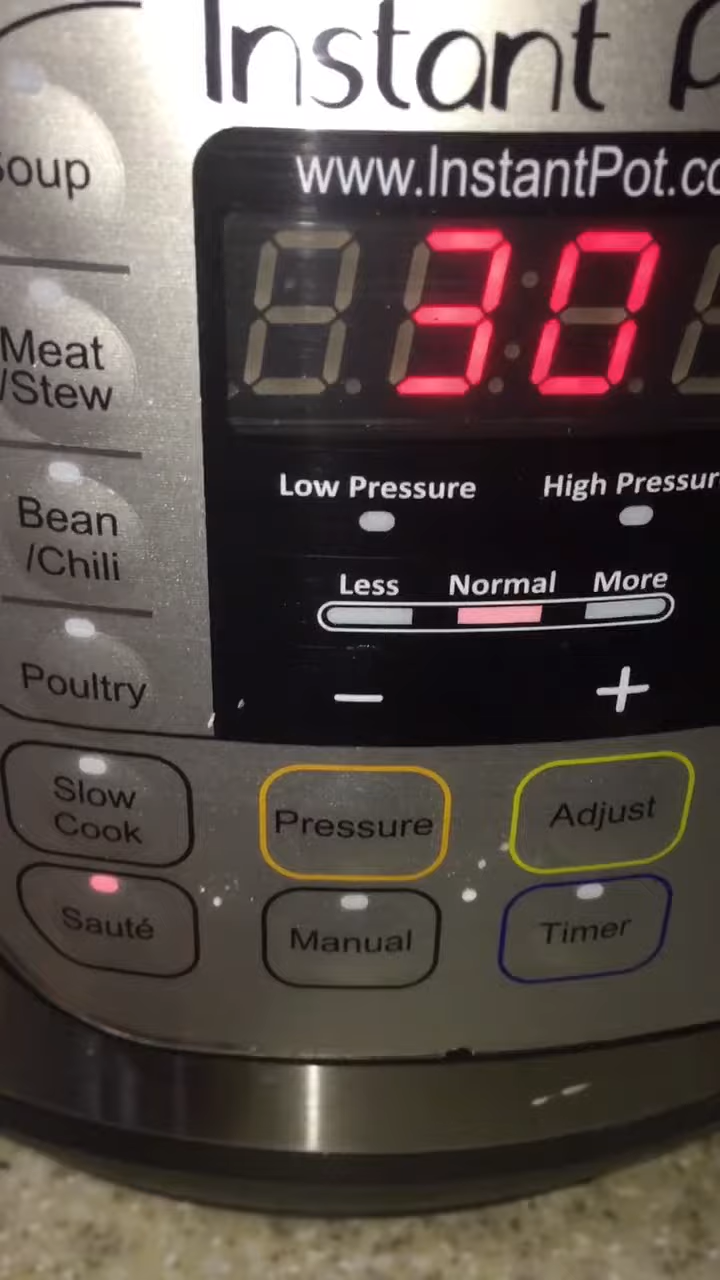 Instant P
www.InstantPot.co
30
Soup
Meat
/Stew
Bean
/Chili
Poultry
Low Pressure
High Pressur
Less
Normal
More
−
+
Slow
Cook
Pressure
Adjust
Sauté
Manual
Timer